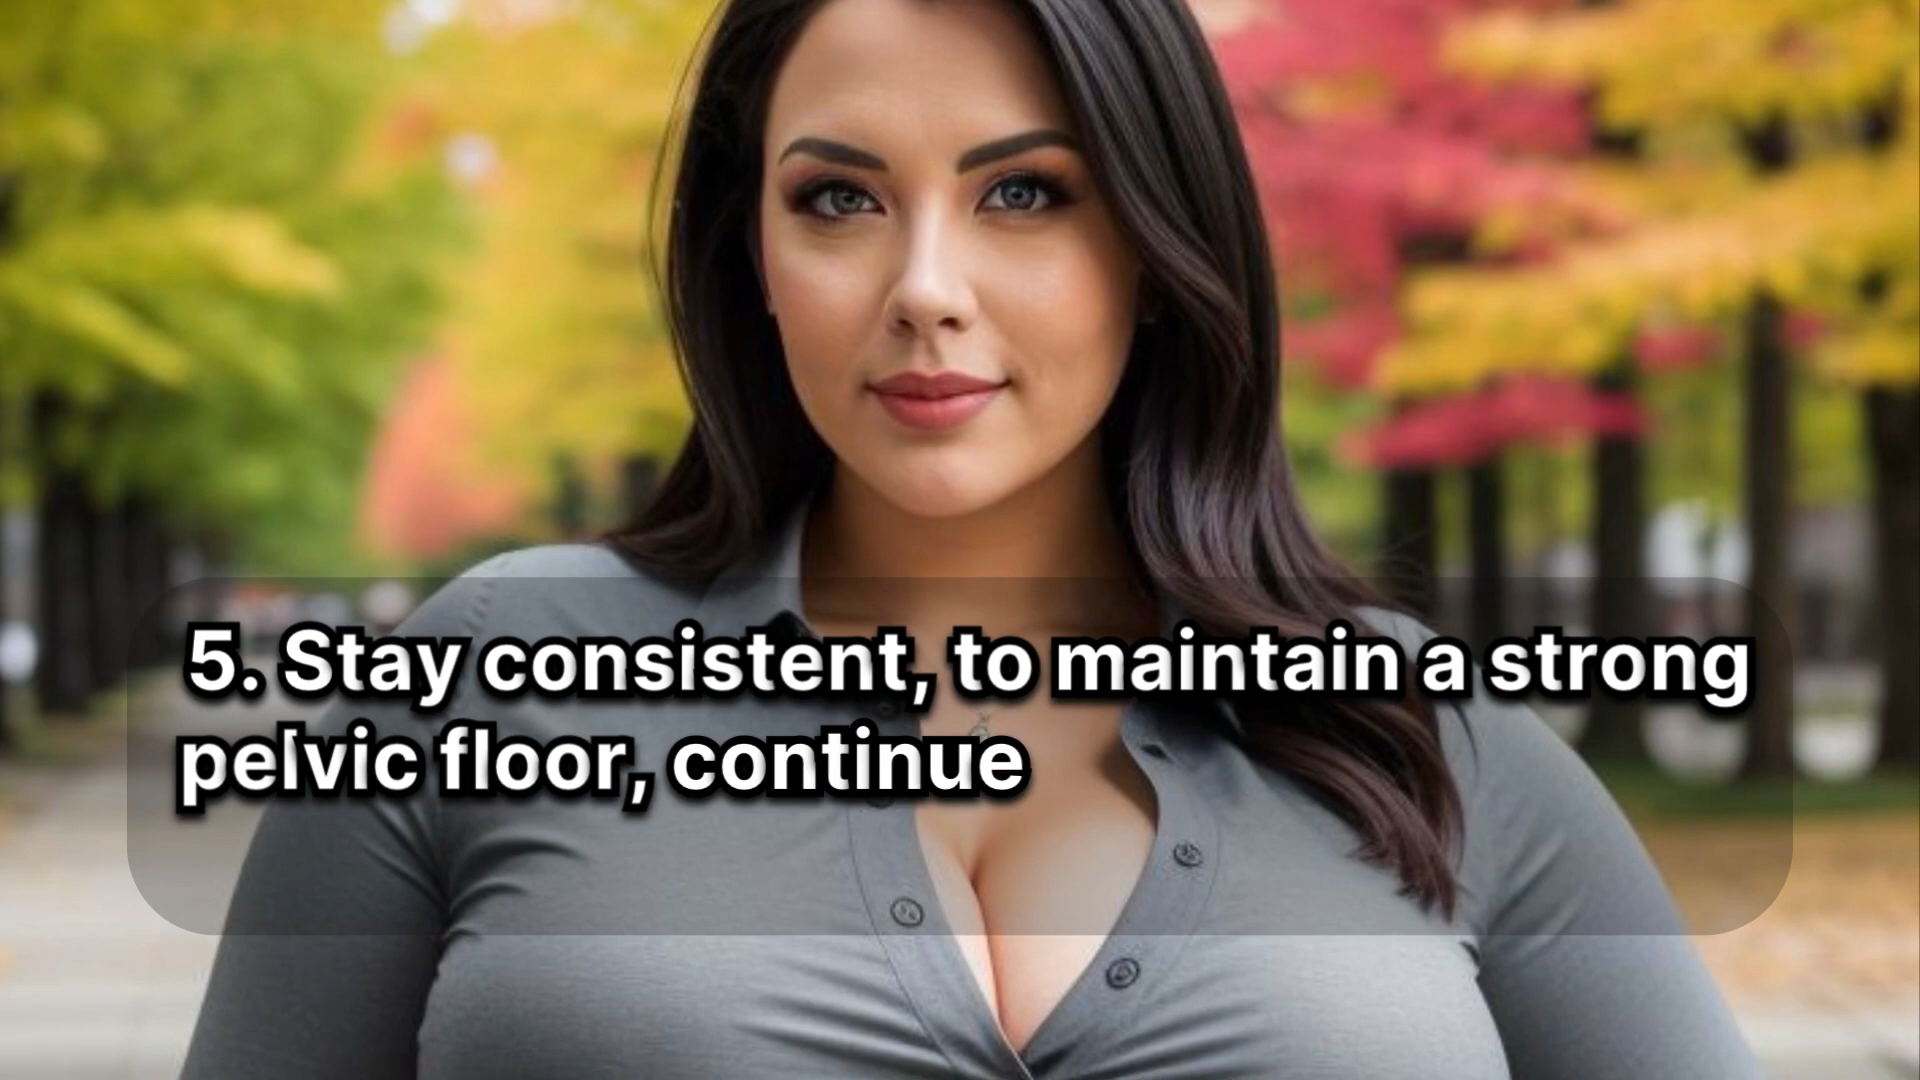 5. Stay consistent, to maintain a strong
pelvic floor, continue